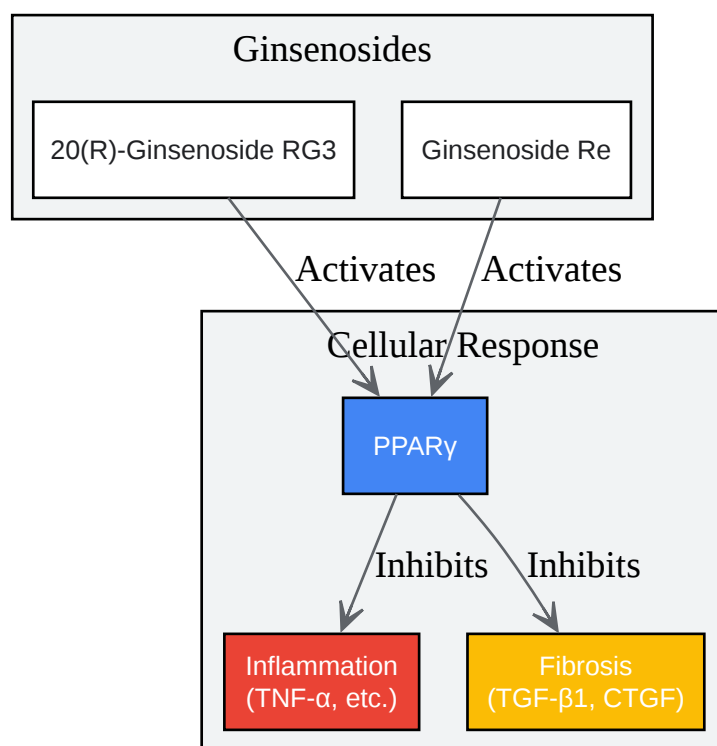 Ginsenosides
20(R)-Ginsenoside RG3
Ginsenoside Re
Activates
Activates
Cellular Response
PPARγ
Inhibits
Inhibits
Inflammation
(TNF-α, etc.)
Fibrosis
(TGF-β1, CTGF)